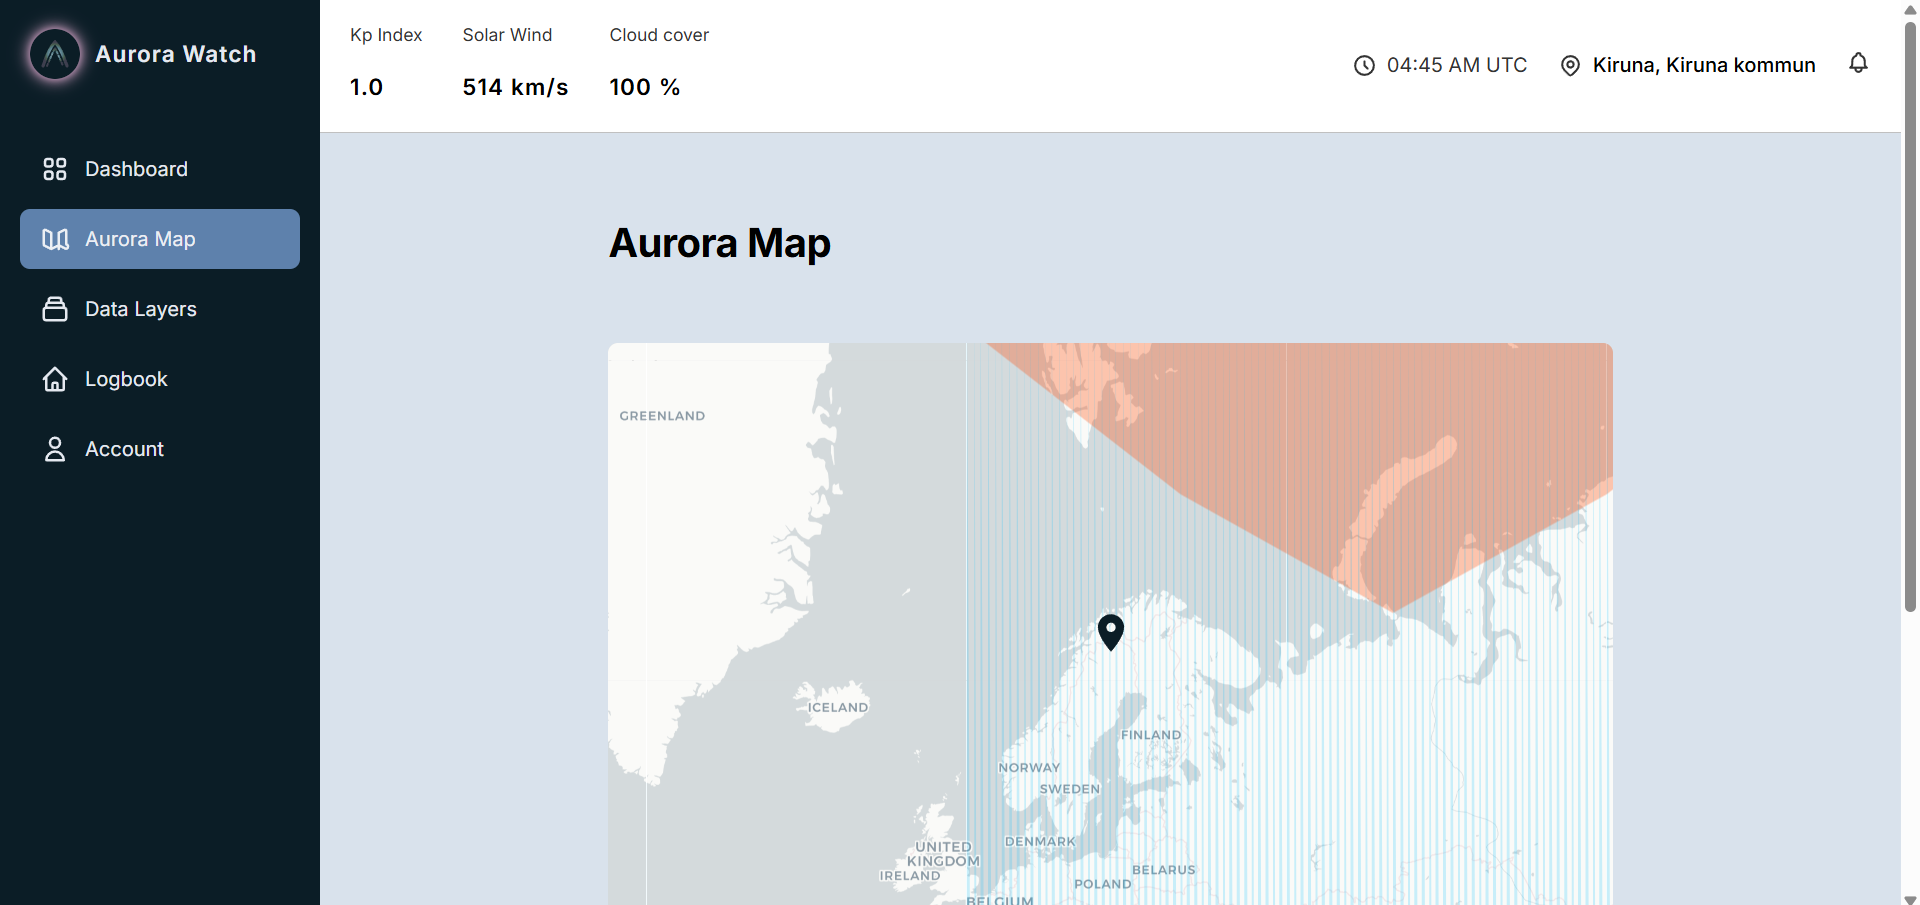 Aurora Watch
Dashboard
Aurora Map
Data Layers
Logbook
Account
Kp Index
1.0
Solar Wind
514 km/s
Cloud cover
100 %
04:45 AM UTC
Kiruna, Kiruna kommun
Aurora Map
GREENLAND
ICELAND
FINLAND
NORWAY
SWEDEN
DENMARK
UNITED
KINGDOM
IRELAND
BELARUS
POLAND
BELGIUM